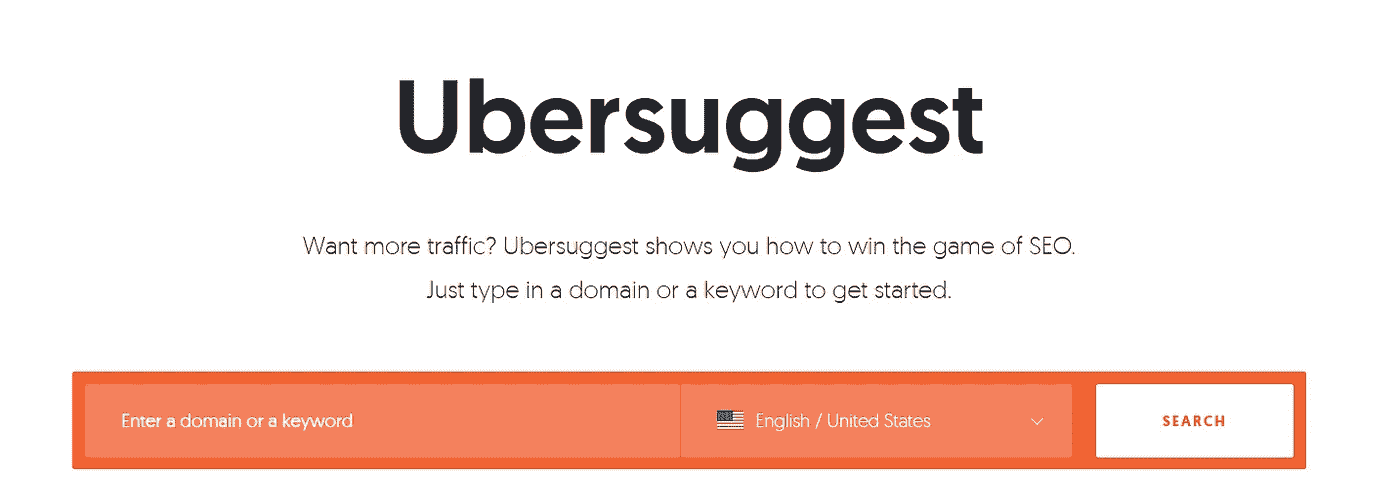 Ubersuggest
Want more traffic? Ubersuggest shows you how to win the game of SEO.
Just type in a domain or a keyword to get started.
Enter a domain or a keyword
English / United States
SEARCH